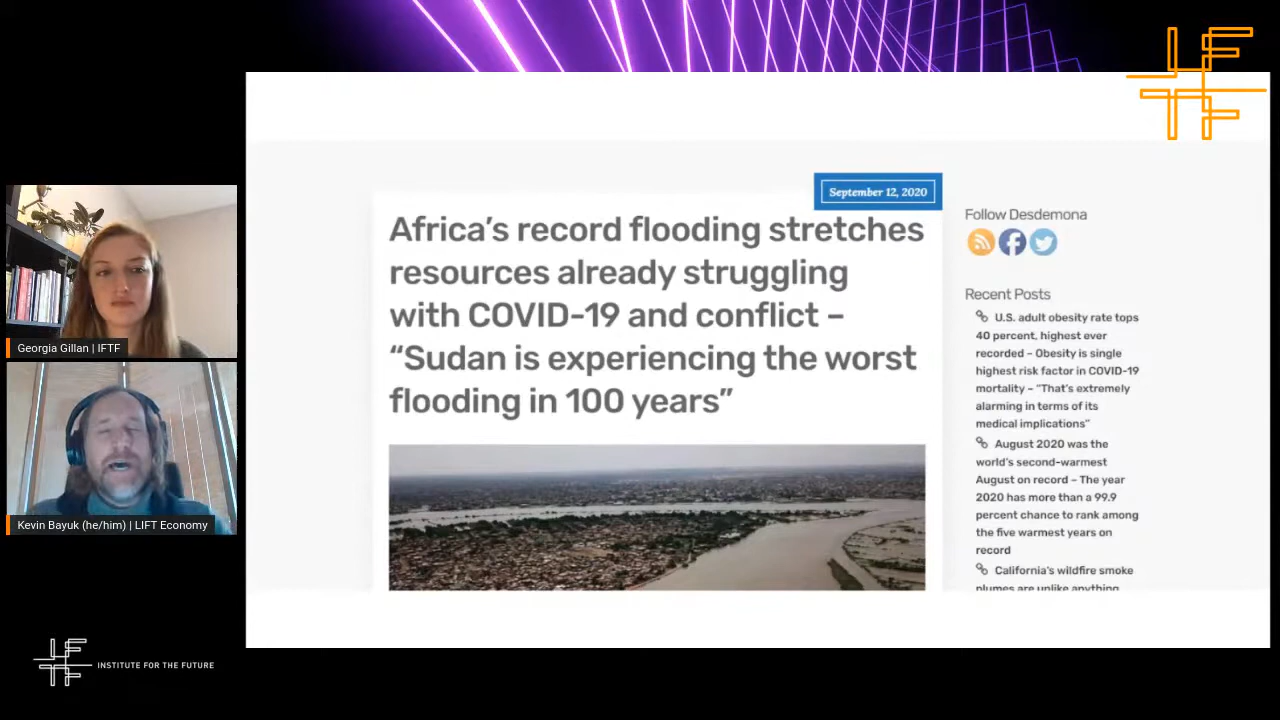 Georgia Gillan | IFTF
Kevin Bayuk (he/him) | LIFT Economy
INSTITUTE FOR THE FUTURE
September 12, 2020
Africa’s record flooding stretches
resources already struggling
with COVID-19 and conflict –
“Sudan is experiencing the worst
flooding in 100 years”
Follow Desdemona
Recent Posts
U.S. adult obesity rate tops
40 percent, highest ever
recorded – Obesity is single
highest risk factor in COVID-19
mortality – “That’s extremely
alarming in terms of its
medical implications”
August 2020 was the
world’s second-warmest
August on record – The year
2020 has more than a 99.9
percent chance to rank among
the five warmest years on
record
California’s wildfire smoke
plumes are unlike anything